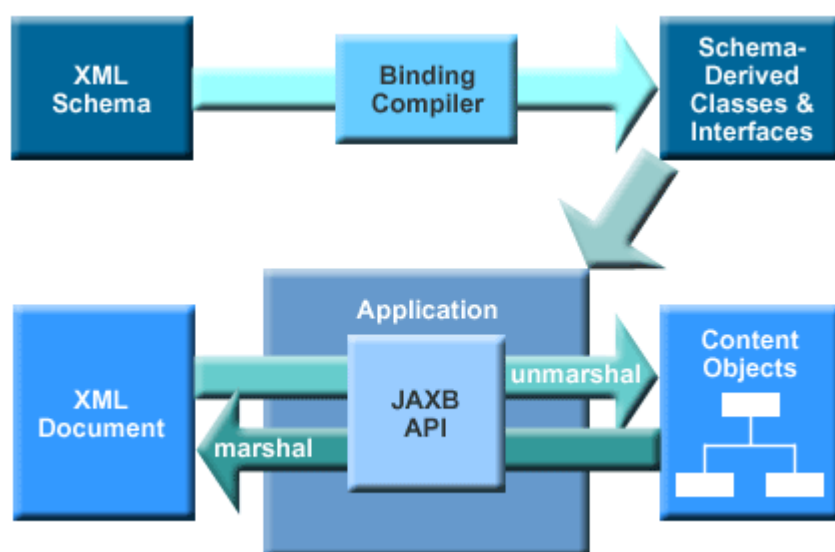 XML
Schema
Binding
Compiler
Schema-
Derived
Classes &
Interfaces
Application
XML
Document
unmarshal
marshal
JAXB
API
Content
Objects